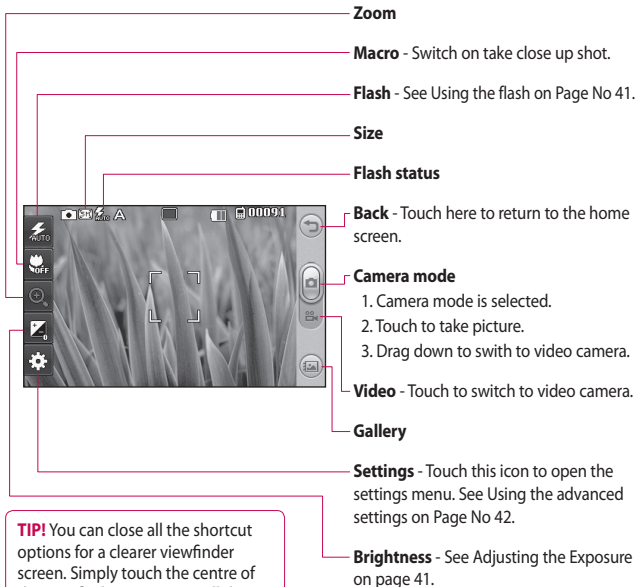 Zoom
Macro - Switch on take close up shot.
Flash - See Using the flash on Page No 41.
Size
Flash status
Back - Touch here to return to the home
screen.
Camera mode
1. Camera mode is selected.
2. Touch to take picture.
3. Drag down to swith to video camera.
Video - Touch to switch to video camera.
Gallery
Settings - Touch this icon to open the
settings menu. See Using the advanced
settings on Page No 42.
Brightness - See Adjusting the Exposure
on page 41.
AUTO A 00091
AUTO
OFF
0
TIP! You can close all the shortcut
options for a clearer viewfinder
screen. Simply touch the centre of